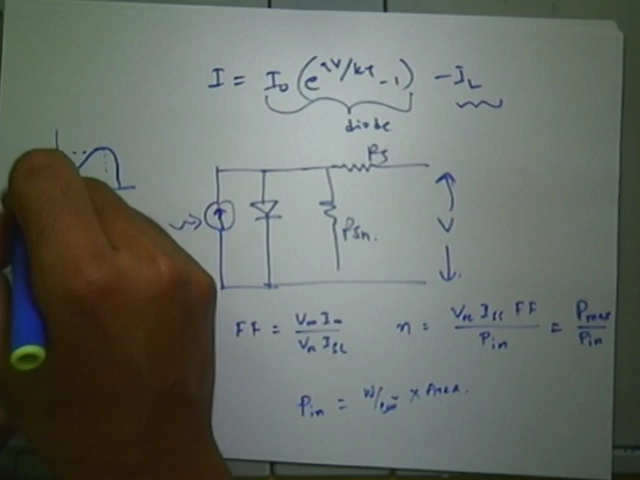 I = I₀ (e^qV/kT -1) - I_L
diode
Rs
Rsh.
V
FF = Vm Im / Voc Isc η = Voc Isc FF / Pin = Pmax / Pin
Pin = W/cm² × Area.